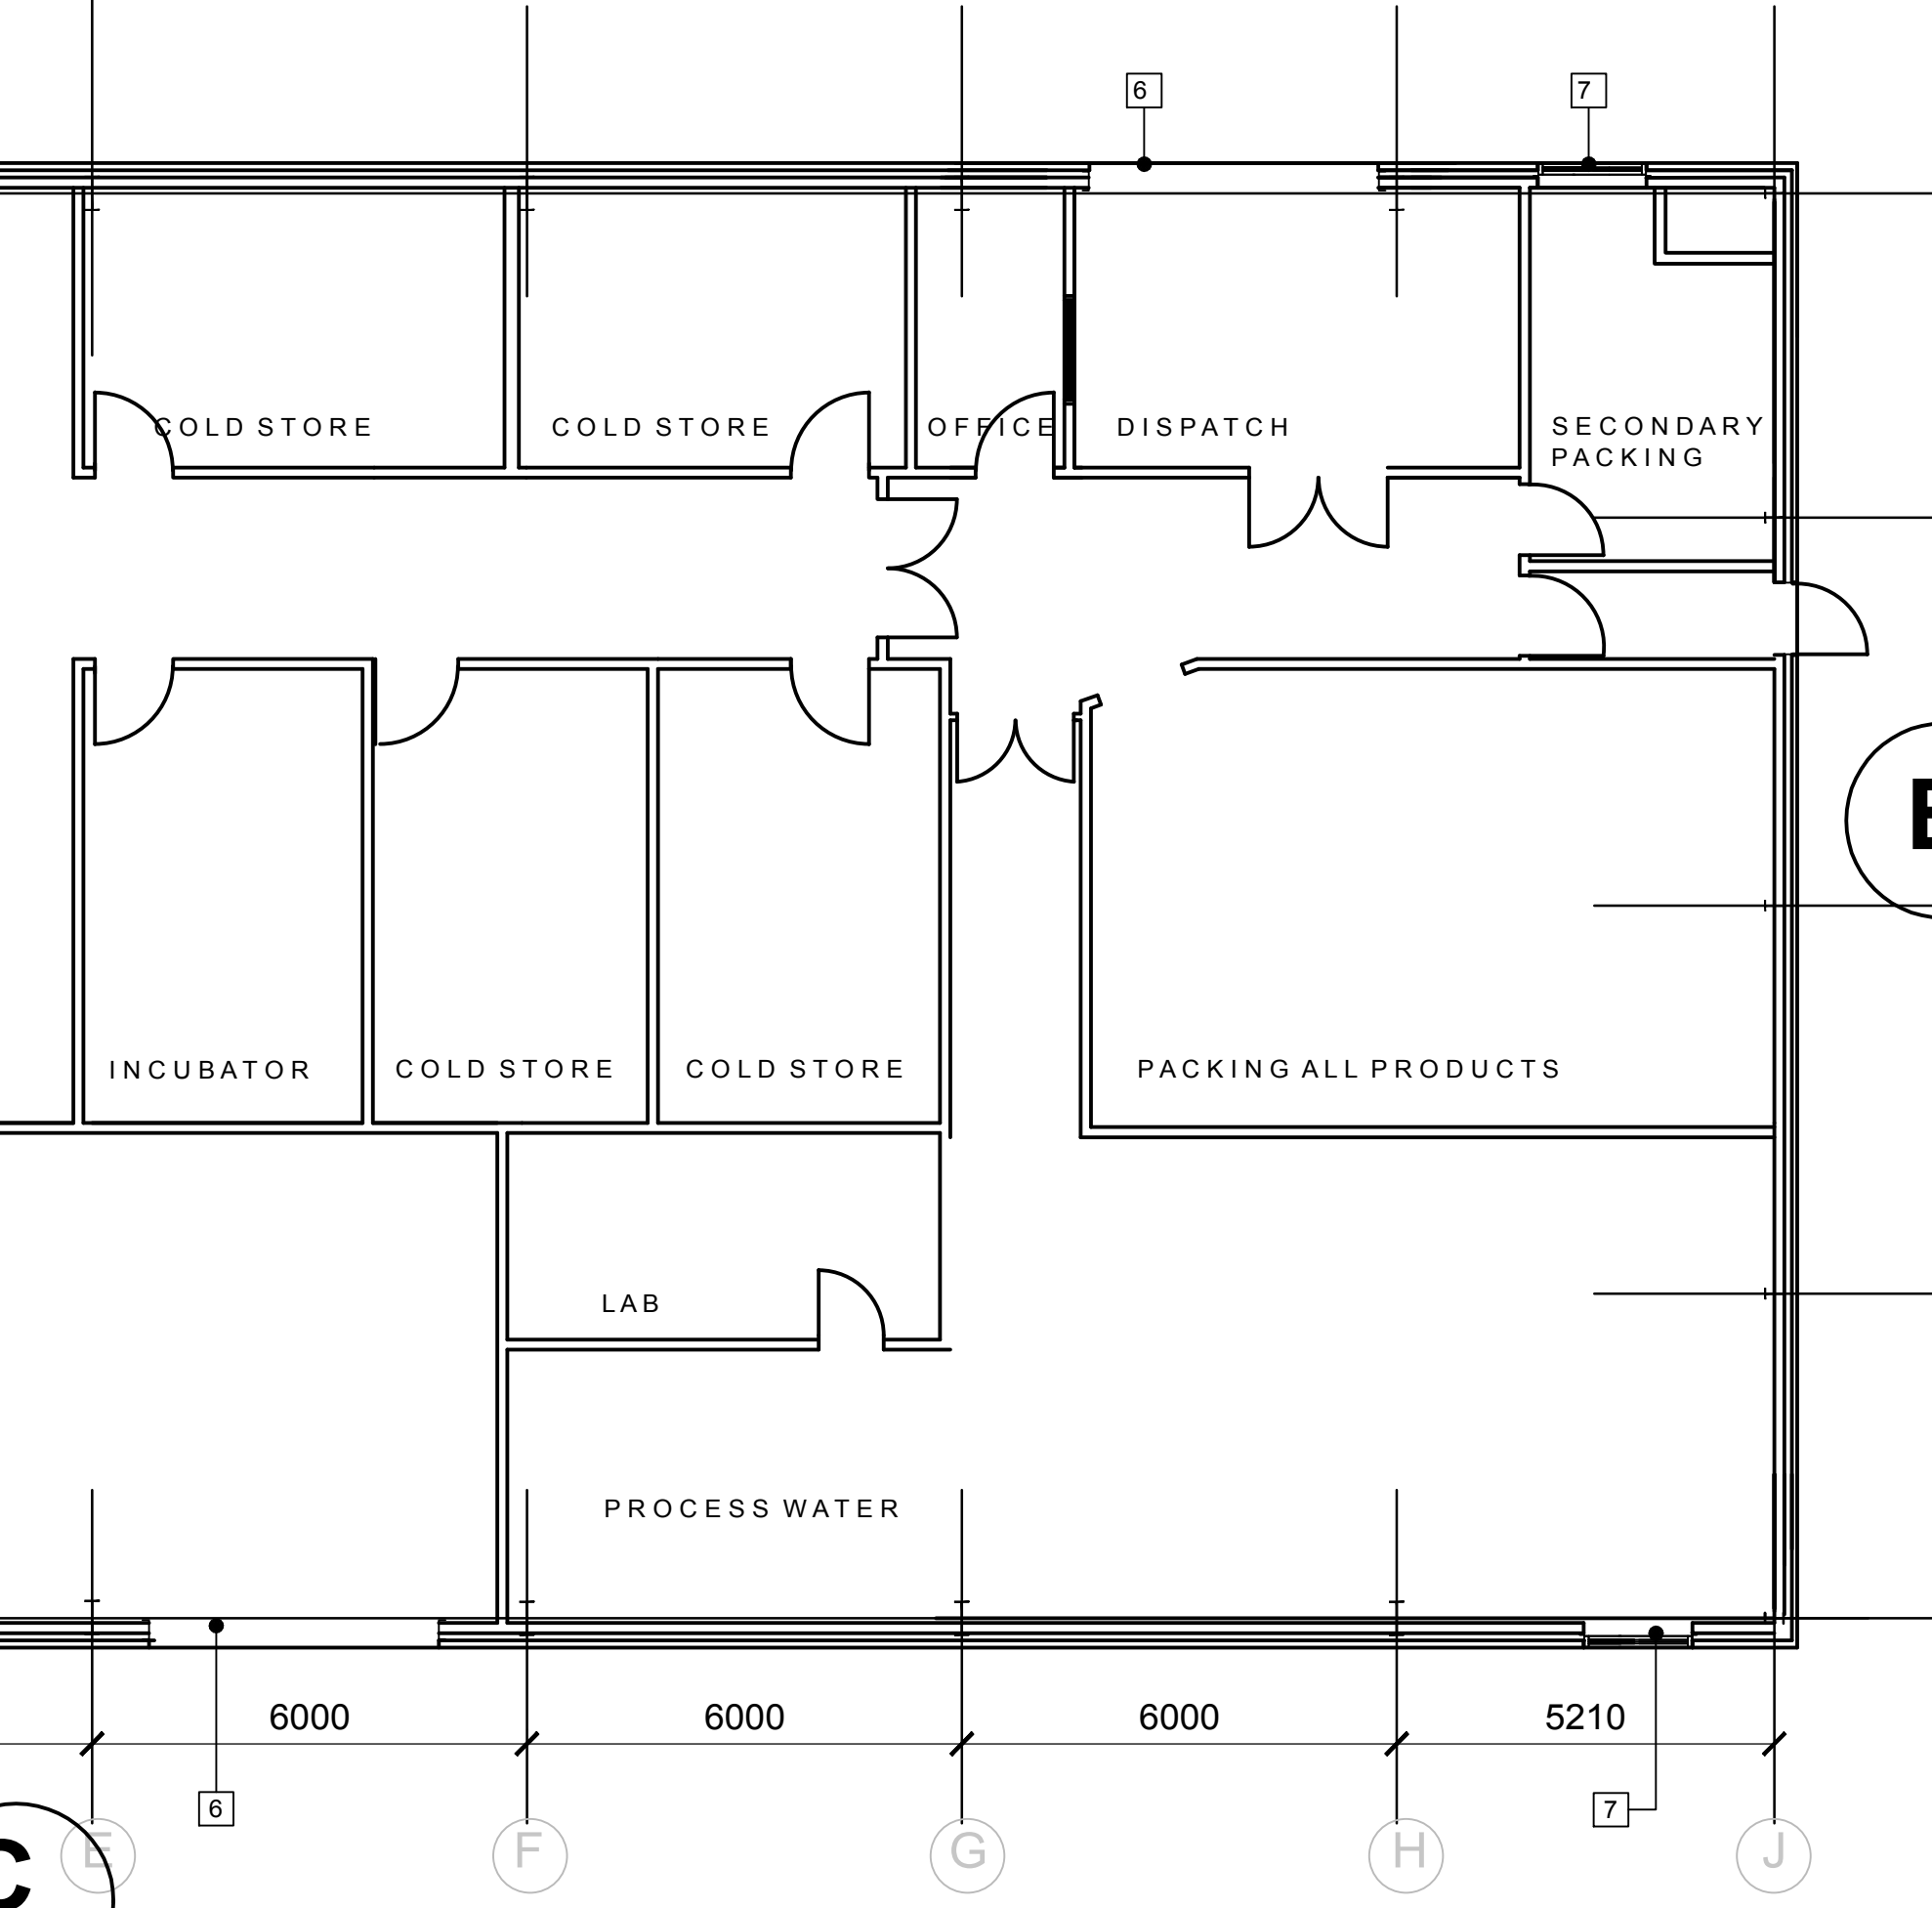 6
7
COLD STORE
COLD STORE
OFFICE
DISPATCH
SECONDARY
PACKING
INCUBATOR
COLD STORE
COLD STORE
PACKING ALL PRODUCTS
LAB
PROCESS WATER
6000
6000
6000
5210
6
7
E
F
G
H
J
C